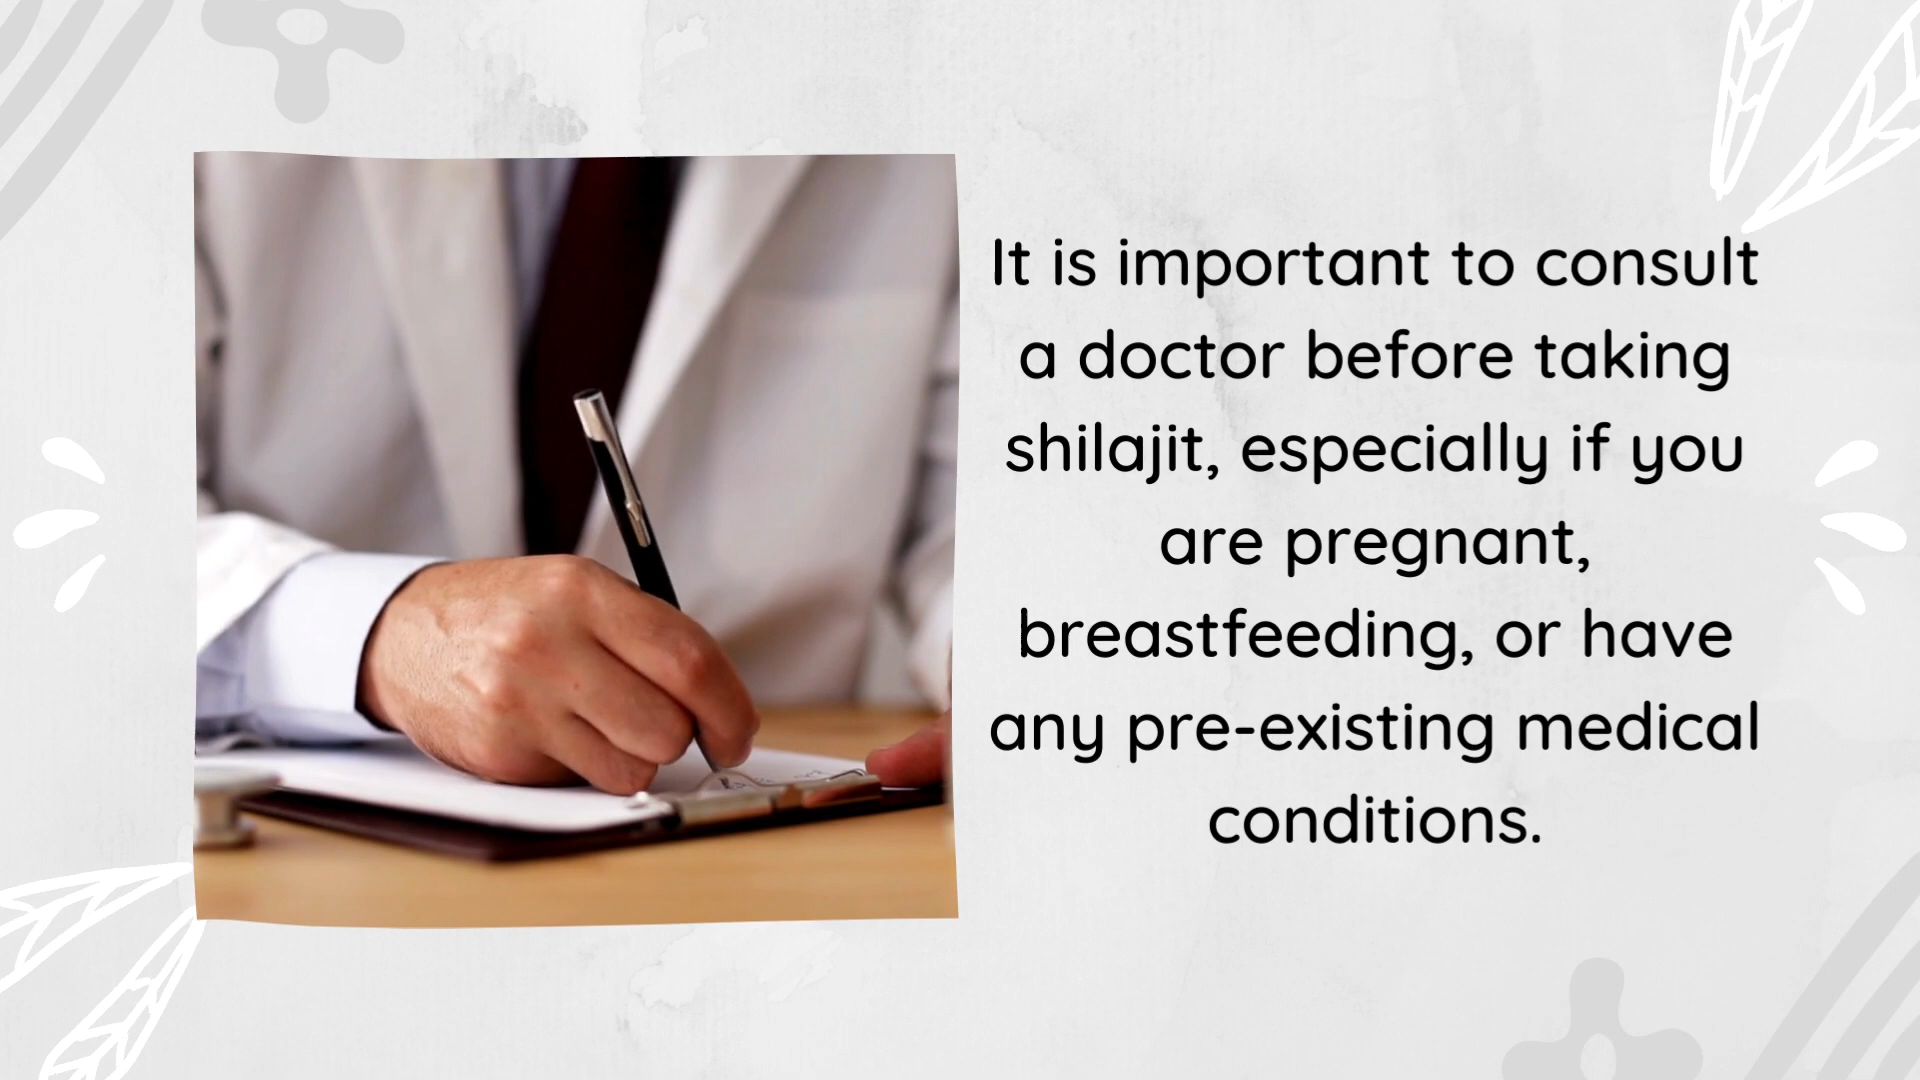 It is important to consult
a doctor before taking
shilajit, especially if you
are pregnant,
breastfeeding, or have
any pre-existing medical
conditions.